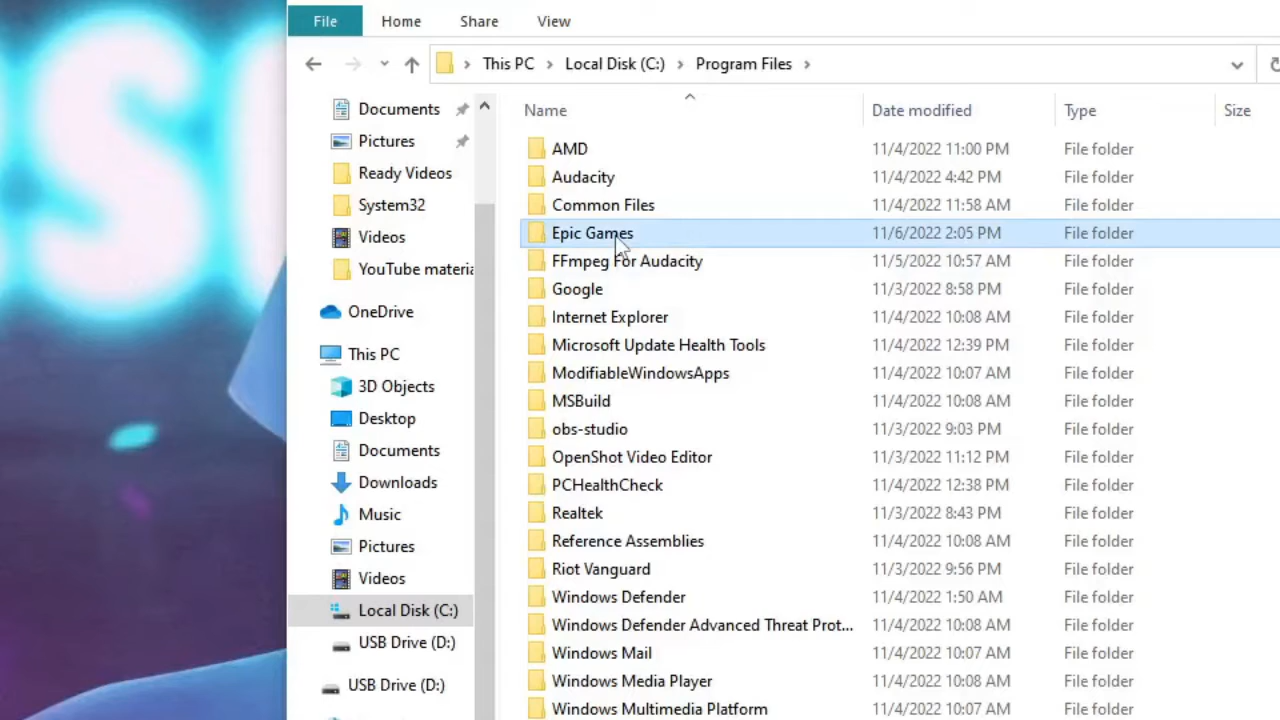 File Home Share View
This PC Local Disk (C:) Program Files
Name Date modified Type Size
Documents
Pictures
Ready Videos
System32
Videos
YouTube materia
OneDrive
This PC
3D Objects
Desktop
Documents
Downloads
Music
Pictures
Videos
Local Disk (C:)
USB Drive (D:)
USB Drive (D:)
AMD 11/4/2022 11:00 PM File folder
Audacity 11/4/2022 4:42 PM File folder
Common Files 11/4/2022 11:58 AM File folder
Epic Games 11/6/2022 2:05 PM File folder
FFmpeg For Audacity 11/5/2022 10:57 AM File folder
Google 11/3/2022 8:58 PM File folder
Internet Explorer 11/4/2022 10:08 AM File folder
Microsoft Update Health Tools 11/4/2022 12:39 PM File folder
ModifiableWindowsApps 11/4/2022 10:07 AM File folder
MSBuild 11/4/2022 10:08 AM File folder
obs-studio 11/3/2022 9:03 PM File folder
OpenShot Video Editor 11/3/2022 11:12 PM File folder
PCHealthCheck 11/4/2022 12:38 PM File folder
Realtek 11/3/2022 8:43 PM File folder
Reference Assemblies 11/4/2022 10:08 AM File folder
Riot Vanguard 11/3/2022 9:56 PM File folder
Windows Defender 11/4/2022 1:50 AM File folder
Windows Defender Advanced Threat Prot... 11/4/2022 10:08 AM File folder
Windows Mail 11/4/2022 10:07 AM File folder
Windows Media Player 11/4/2022 10:08 AM File folder
Windows Multimedia Platform 11/4/2022 10:07 AM File folder